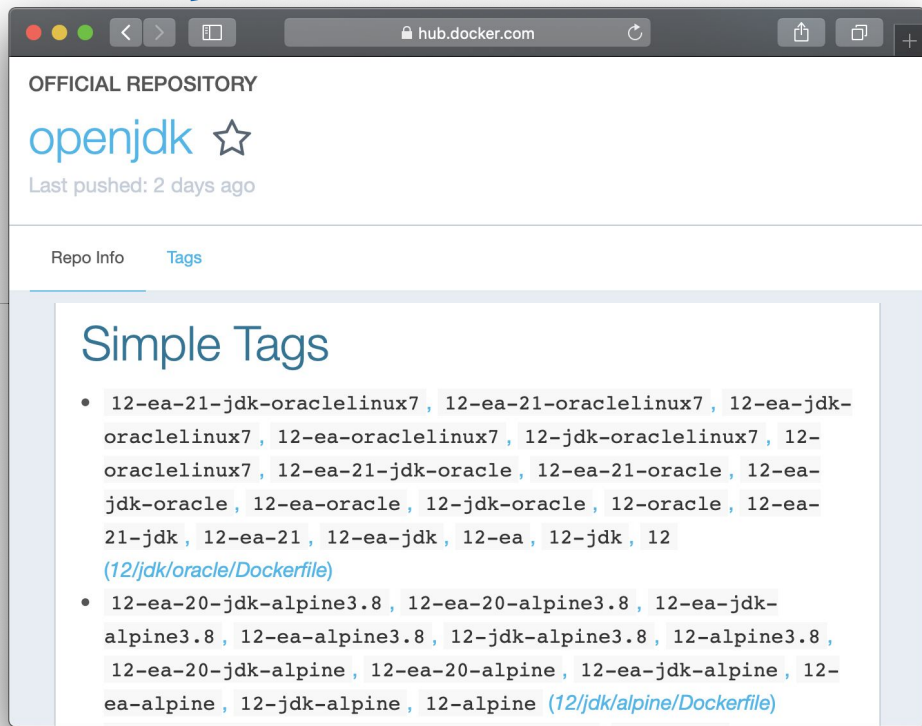 hub.docker.com
OFFICIAL REPOSITORY
openjdk
Last pushed: 2 days ago
Repo Info Tags
Simple Tags
• 12-ea-21-jdk-oraclelinux7 , 12-ea-21-oraclelinux7 , 12-ea-jdk-
oraclelinux7 , 12-ea-oraclelinux7 , 12-jdk-oraclelinux7 , 12-
oraclelinux7 , 12-ea-21-jdk-oracle , 12-ea-21-oracle , 12-ea-
jdk-oracle , 12-ea-oracle , 12-jdk-oracle , 12-oracle , 12-ea-
21-jdk , 12-ea-21 , 12-ea-jdk , 12-ea , 12-jdk , 12
(12/jdk/oracle/Dockerfile)
• 12-ea-20-jdk-alpine3.8 , 12-ea-20-alpine3.8 , 12-ea-jdk-
alpine3.8 , 12-ea-alpine3.8 , 12-jdk-alpine3.8 , 12-alpine3.8 ,
12-ea-20-jdk-alpine , 12-ea-20-alpine , 12-ea-jdk-alpine , 12-
ea-alpine , 12-jdk-alpine , 12-alpine (12/jdk/alpine/Dockerfile)